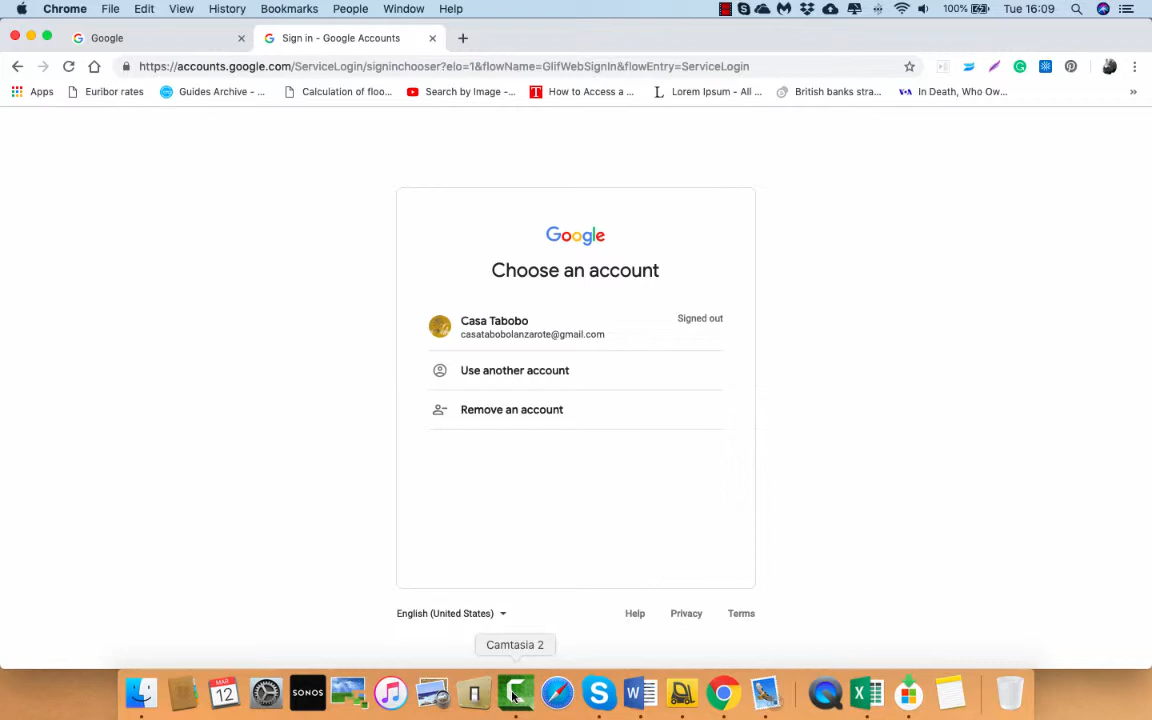 Chrome File Edit View History Bookmarks People Window Help 100% Tue 16:09
Google Sign in - Google Accounts
https://accounts.google.com/ServiceLogin/signinchooser?elo=1&flowName=GlifWebSignIn&flowEntry=ServiceLogin
Apps Euribor rates Guides Archive - ... Calculation of floo... Search by Image -... How to Access a ... Lorem Ipsum - All ... British banks stra... In Death, Who Ow... »
Google
Choose an account
Casa Tabobo Signed out
casatabobolanzarote@gmail.com
Use another account
Remove an account
English (United States) Help Privacy Terms
Camtasia 2
MAR
12
SONOS